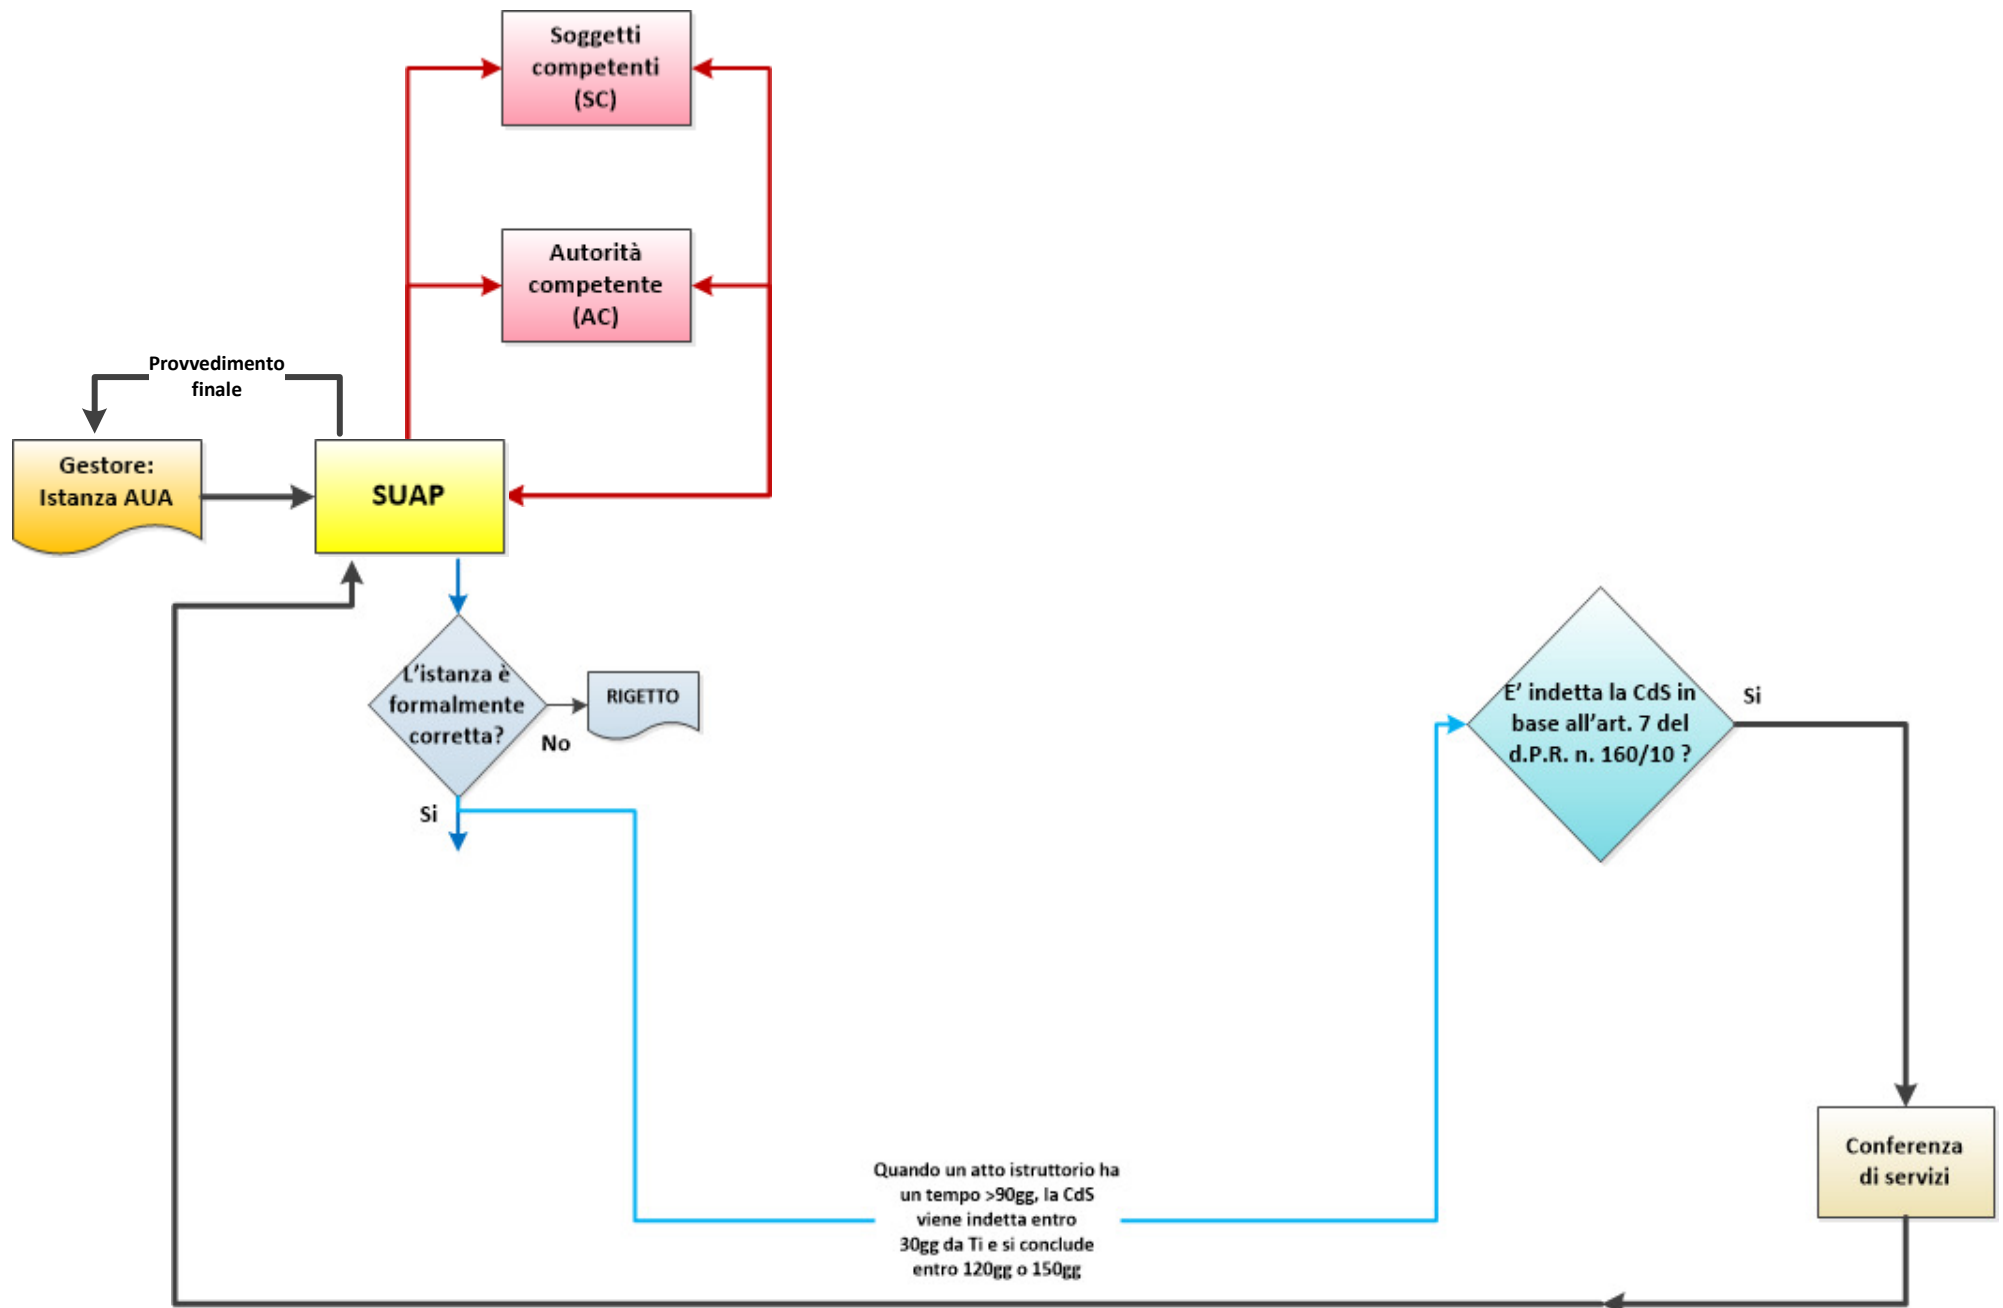 Soggetti
competenti
(SC)
Autorità
competente
(AC)
Provvedimento
finale
Gestore:
Istanza AUA
SUAP
L’istanza è
formalmente
corretta?
RIGETTO
No
Si
E’ indetta la CdS in
base all’art. 7 del
d.P.R. n. 160/10 ?
Si
Conferenza
di servizi
Quando un atto istruttorio ha
un tempo >90gg, la CdS
viene indetta entro
30gg da Ti e si conclude
entro 120gg o 150gg